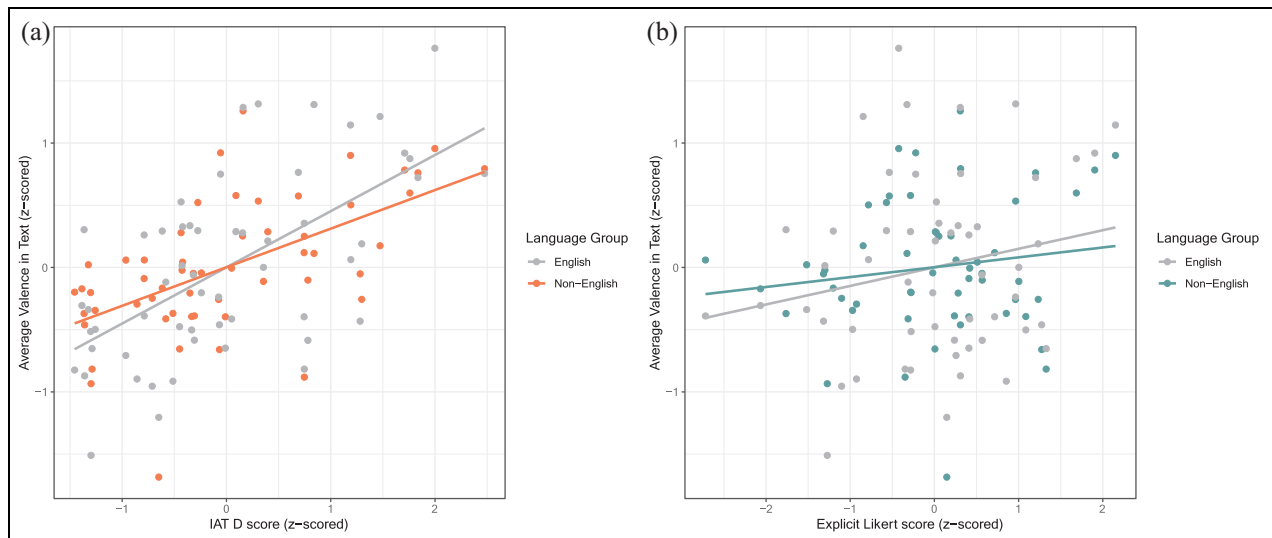 (a)
Average Valence in Text (z−scored)
1
0
−1
−1
0
1
2
IAT D score (z−scored)
Language Group
English
Non−English
(b)
Average Valence in Text (z−scored)
1
0
−1
−2
−1
0
1
2
Explicit Likert score (z−scored)
Language Group
English
Non−English